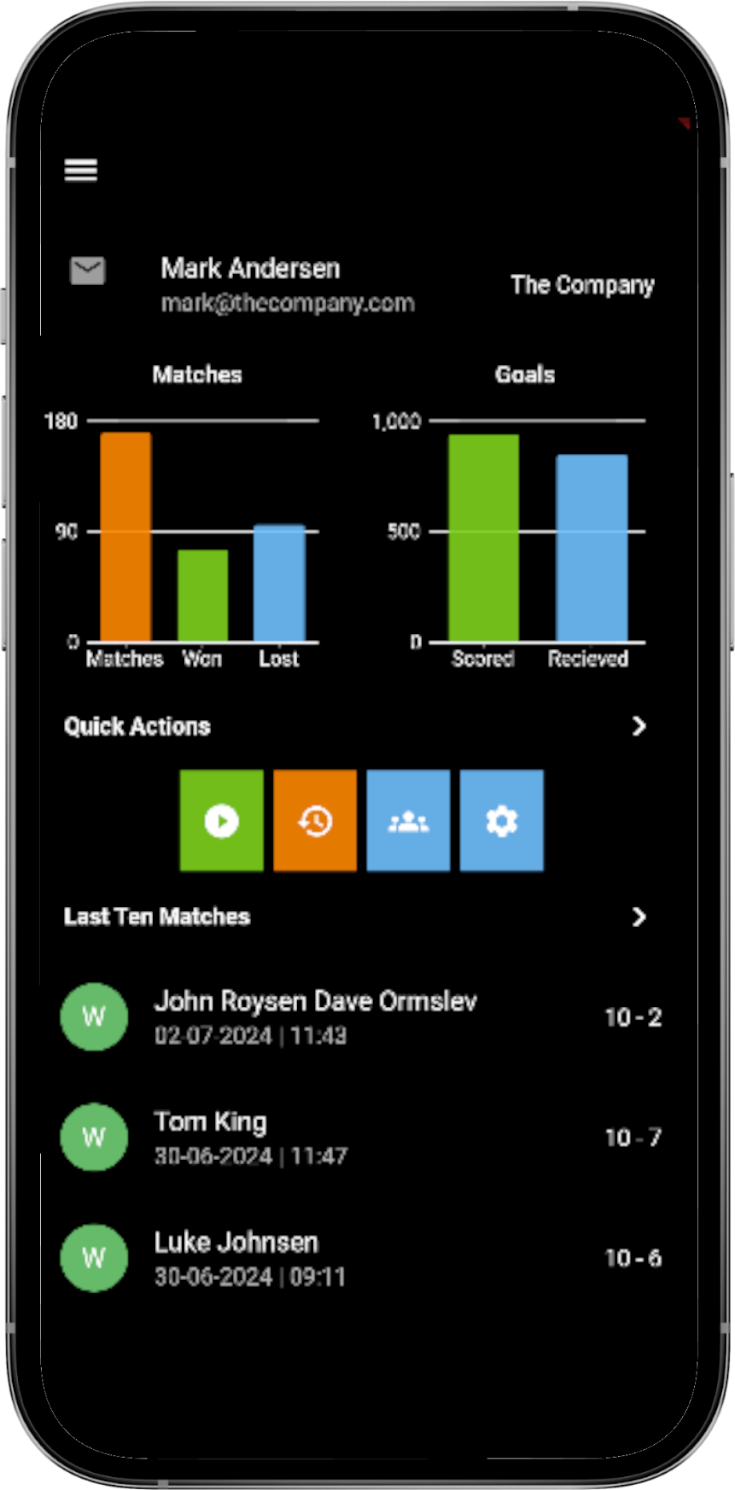 Mark Andersen
mark@thecompany.com
The Company
Matches
Goals
180
90
0
Matches Won Lost
1,000
500
0
Scored Recieved
Quick Actions
Last Ten Matches
W
John Roysen Dave Ormslev
02-07-2024 | 11:43
10 - 2
W
Tom King
30-06-2024 | 11:47
10 - 7
W
Luke Johnsen
30-06-2024 | 09:11
10 - 6